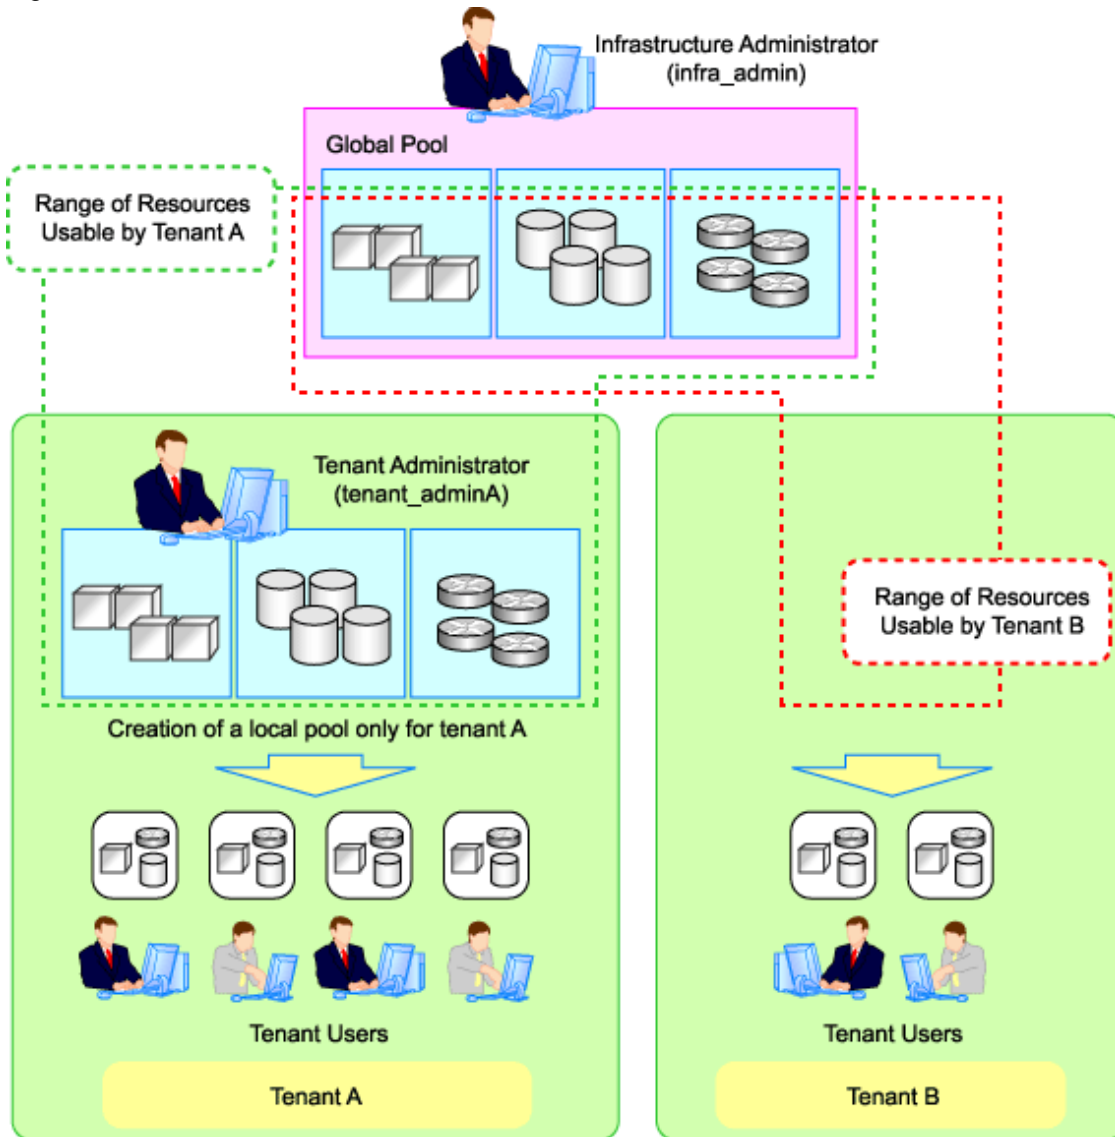 Infrastructure Administrator
(infra_admin)
Global Pool
Range of Resources
Usable by Tenant A
Tenant Administrator
(tenant_adminA)
Range of Resources
Usable by Tenant B
Creation of a local pool only for tenant A
Tenant Users
Tenant Users
Tenant A
Tenant B